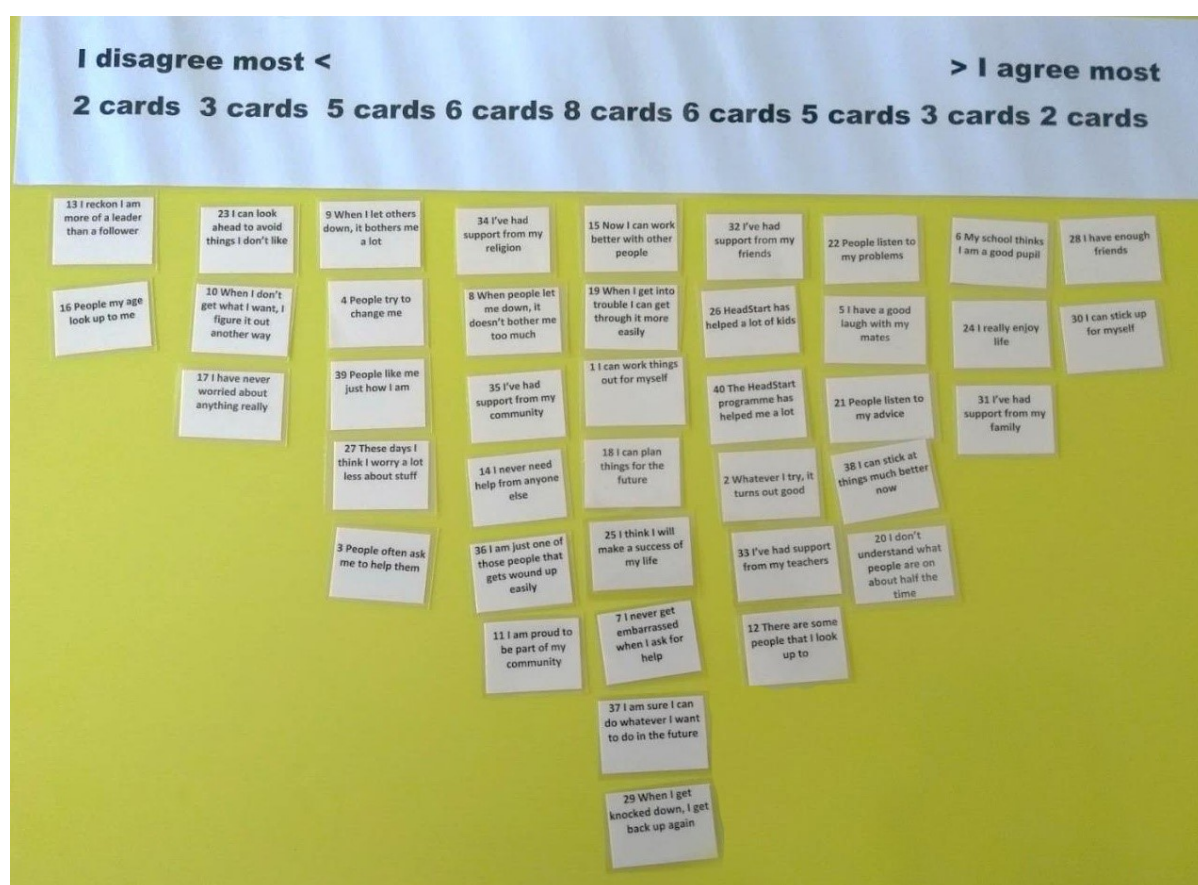 I disagree most <
> I agree most
2 cards 3 cards 5 cards 6 cards 8 cards 6 cards 5 cards 3 cards 2 cards
13 I reckon I am
more of a leader
than a follower
16 People my age
look up to me
23 I can look
ahead to avoid
things I don't like
10 When I don't
get what I want, I
figure it out
another way
17 I have never
worried about
anything really
9 When I let others
down, it bothers me
a lot
4 People try to
change me
39 People like me
just how I am
27 These days I
think I worry a lot
less about stuff
3 People often ask
me to help them
34 I've had
support from my
religion
8 When people let
me down, it
doesn't bother me
too much
35 I've had
support from my
community
14 I never need
help from anyone
else
36 I am just one of
those people that
gets wound up
easily
11 I am proud to
be part of my
community
15 Now I can work
better with other
people
19 When I get into
trouble I can get
through it more
easily
1 I can work things
out for myself
18 I can plan
things for the
future
25 I think I will
make a success of
my life
7 I never get
embarrassed
when I ask for
help
37 I am sure I can
do whatever I want
to do in the future
29 When I get
knocked down, I get
back up again
32 I've had
support from my
friends
26 HeadStart has
helped a lot of kids
40 The HeadStart
programme has
helped me a lot
2 Whatever I try, it
turns out good
33 I've had support
from my teachers
12 There are some
people that I look
up to
22 People listen to
my problems
5 I have a good
laugh with my
mates
21 People listen to
my advice
38 I can stick at
things much better
now
20 I don't
understand what
people are on
about half the
time
6 My school thinks
I am a good pupil
24 I really enjoy
life
31 I've had
support from my
family
28 I have enough
friends
30 I can stick up
for myself